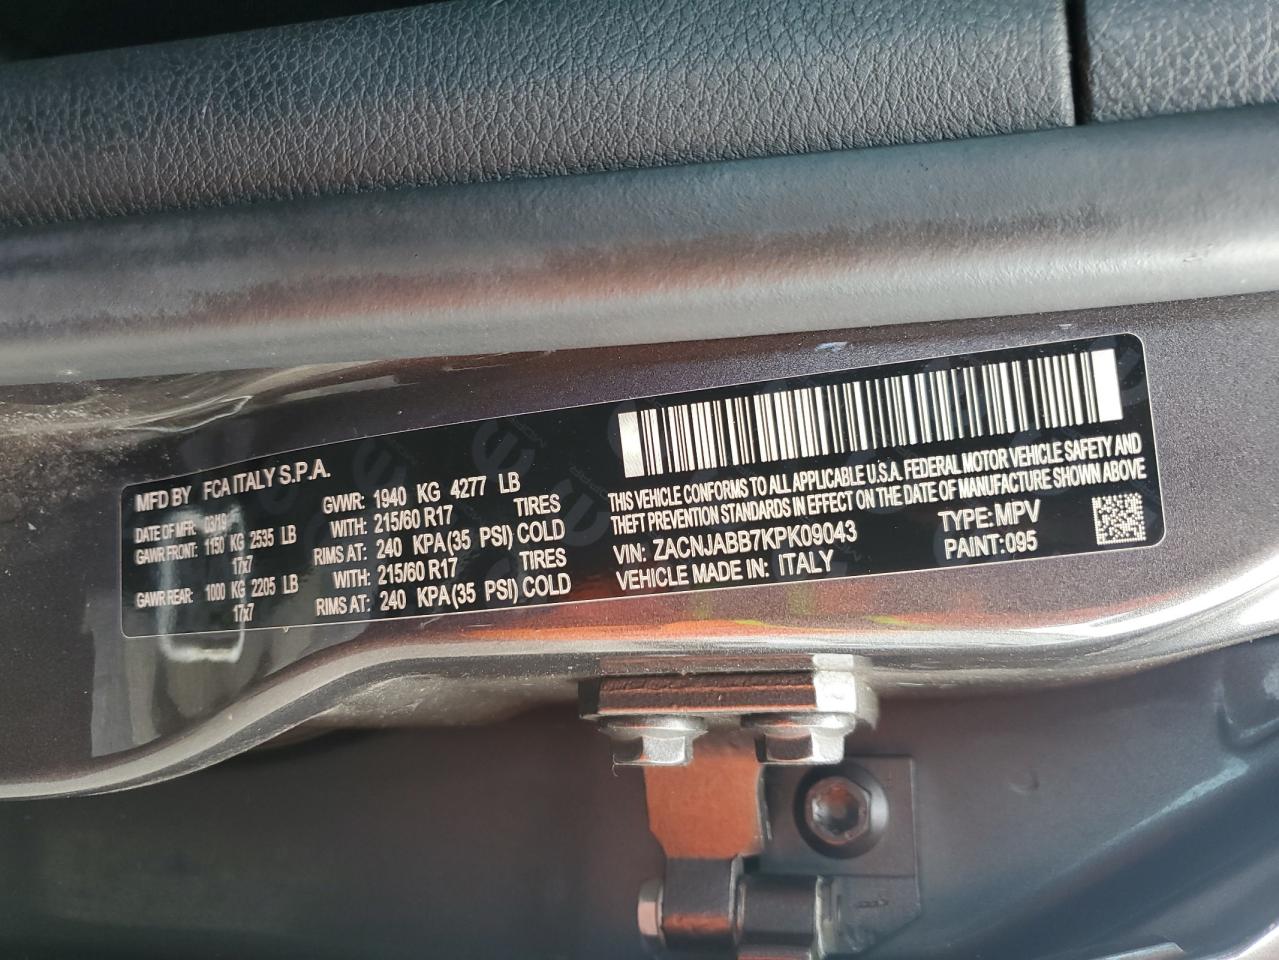 MFD BY FCA ITALY S.P.A.
DATE OF MFR: 03/19 GVWR: 1940 KG 4277 LB
GAWR FRONT: 1150 KG 2535 LB WITH: 215/60 R17 TIRES
17x7 RIMS AT: 240 KPA(35 PSI) COLD
GAWR REAR: 1000 KG 2205 LB WITH: 215/60 R17 TIRES
17x7 RIMS AT: 240 KPA(35 PSI) COLD
THIS VEHICLE CONFORMS TO ALL APPLICABLE U.S.A. FEDERAL MOTOR VEHICLE SAFETY AND
THEFT PREVENTION STANDARDS IN EFFECT ON THE DATE OF MANUFACTURE SHOWN ABOVE
VIN: ZACNJABB7KPK09043 TYPE:MPV
VEHICLE MADE IN: ITALY PAINT:095